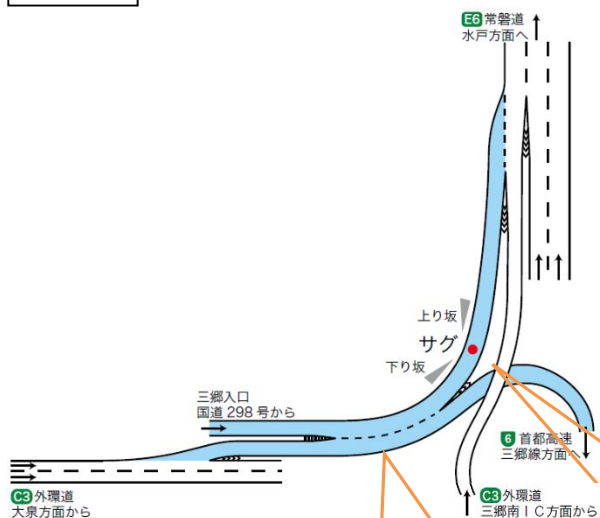 E6 常磐道
水戸方面へ
上り坂
サグ
下り坂
三郷入口
国道 298 号から
6 首都高速
三郷線方面へ
C3 外環道
大泉方面から
C3 外環道
三郷南ＩＣ方面から